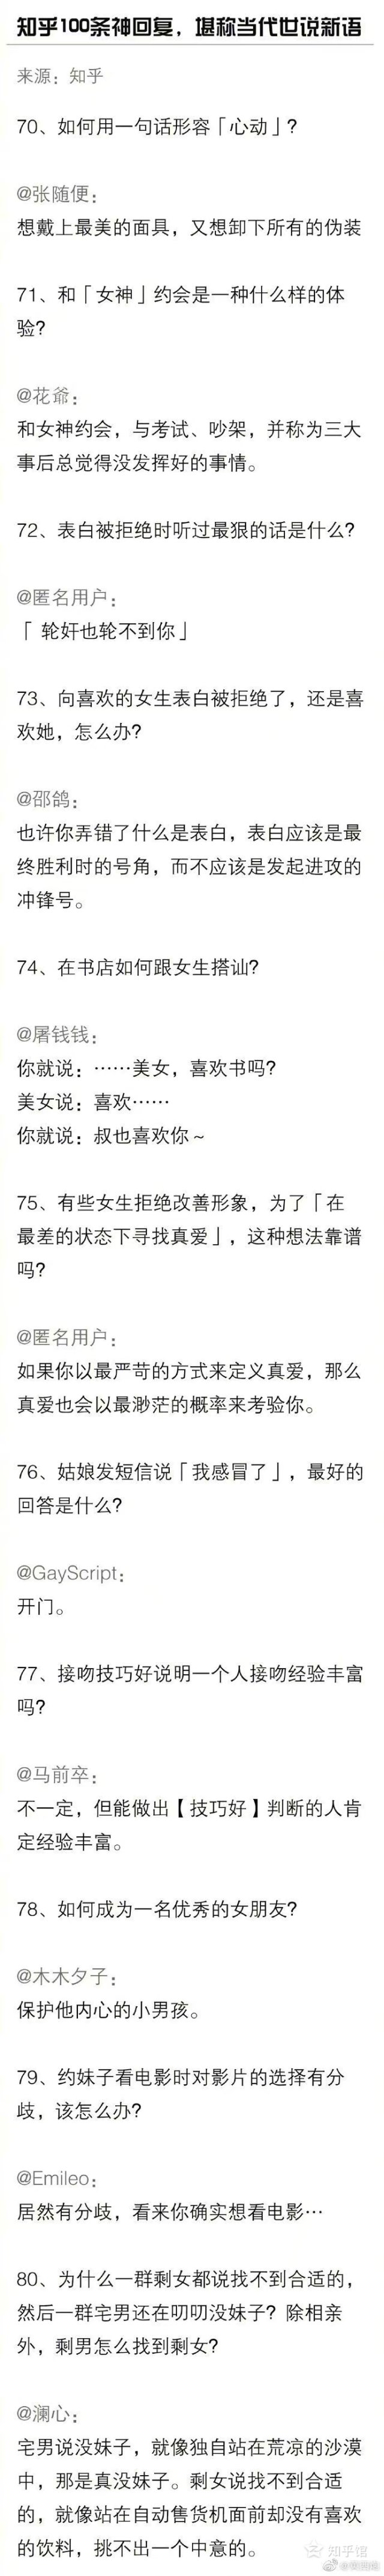 知乎100条神回复，堪称当代世说新语
来源：知乎
70、如何用一句话形容「心动」？
@张随便：
想戴上最美的面具，又想卸下所有的伪装
71、和「女神」约会是一种什么样的体
验？
@花爺：
和女神约会，与考试、吵架，并称为三大
事后总觉得没发挥好的事情。
72、表白被拒绝时听过最狠的话是什么？
@匿名用户：
「 轮奸也轮不到你」
73、向喜欢的女生表白被拒绝了，还是喜
欢她，怎么办？
@邵鸽：
也许你弄错了什么是表白，表白应该是最
终胜利时的号角，而不应该是发起进攻的
冲锋号。
74、在书店如何跟女生搭讪？
@屠钱钱：
你就说：……美女，喜欢书吗？
美女说：喜欢……
你就说：叔也喜欢你～
75、有些女生拒绝改善形象，为了「在
最差的状态下寻找真爱」，这种想法靠谱
吗？
@匿名用户：
如果你以最严苛的方式来定义真爱，那么
真爱也会以最渺茫的概率来考验你。
76、姑娘发短信说「我感冒了」，最好的
回答是什么？
@GayScript：
开门。
77、接吻技巧好说明一个人接吻经验丰富
吗？
@马前卒：
不一定，但能做出【技巧好】判断的人肯
定经验丰富。
78、如何成为一名优秀的女朋友？
@木木夕子：
保护他内心的小男孩。
79、约妹子看电影时对影片的选择有分
歧，该怎么办？
@Emileo：
居然有分歧，看来你确实想看电影…
80、为什么一群剩女都说找不到合适的，
然后一群宅男还在叨叨没妹子？除相亲
外，剩男怎么找到剩女？
@澜心：
宅男说没妹子，就像独自站在荒凉的沙漠
中，那是真没妹子。剩女说找不到合适
的，就像站在自动售货机面前却没有喜欢
的饮料，挑不出一个中意的。
知乎馆